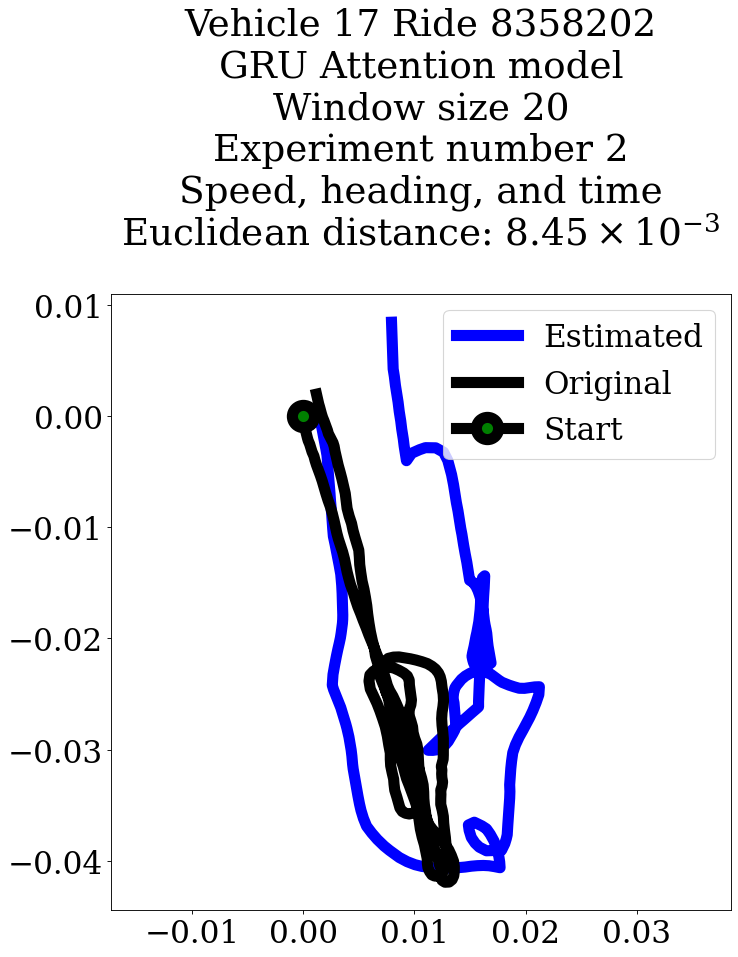 Vehicle 17 Ride 8358202
GRU Attention model
Window size 20
Experiment number 2
Speed, heading, and time
Euclidean distance: 8.45 × 10⁻³
0.01
Estimated
Original
0.00
Start
−0.01
−0.02
−0.03
−0.04
−0.01 0.00 0.01 0.02 0.03